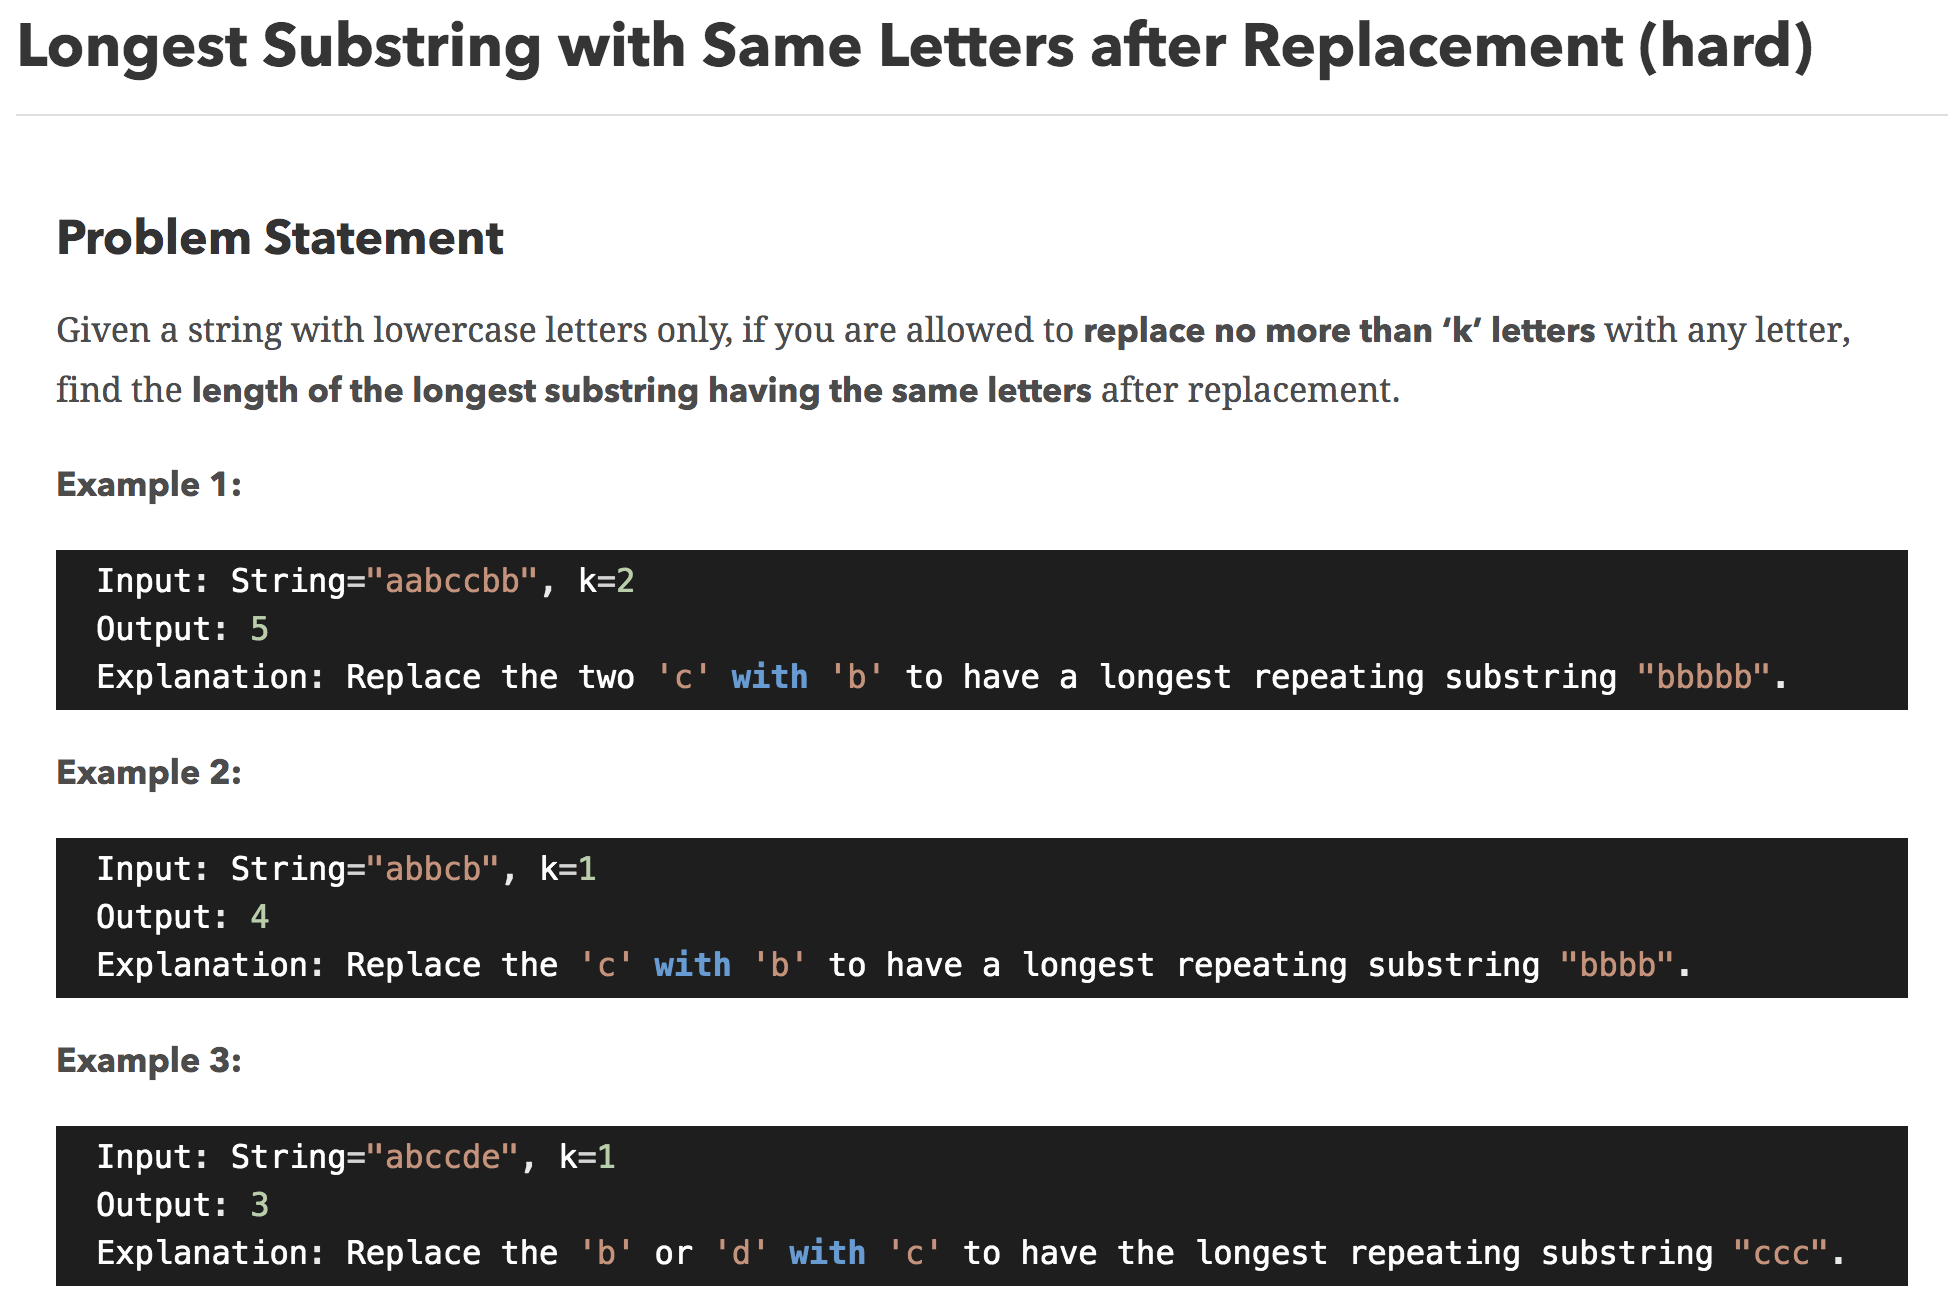 Longest Substring with Same Letters after Replacement (hard)
Problem Statement
Given a string with lowercase letters only, if you are allowed to replace no more than ‘k’ letters with any letter,
find the length of the longest substring having the same letters after replacement.
Example 1:
Input: String="aabccbb", k=2
Output: 5
Explanation: Replace the two 'c' with 'b' to have a longest repeating substring "bbbbb".
Example 2:
Input: String="abbcb", k=1
Output: 4
Explanation: Replace the 'c' with 'b' to have a longest repeating substring "bbbb".
Example 3:
Input: String="abccde", k=1
Output: 3
Explanation: Replace the 'b' or 'd' with 'c' to have the longest repeating substring "ccc".